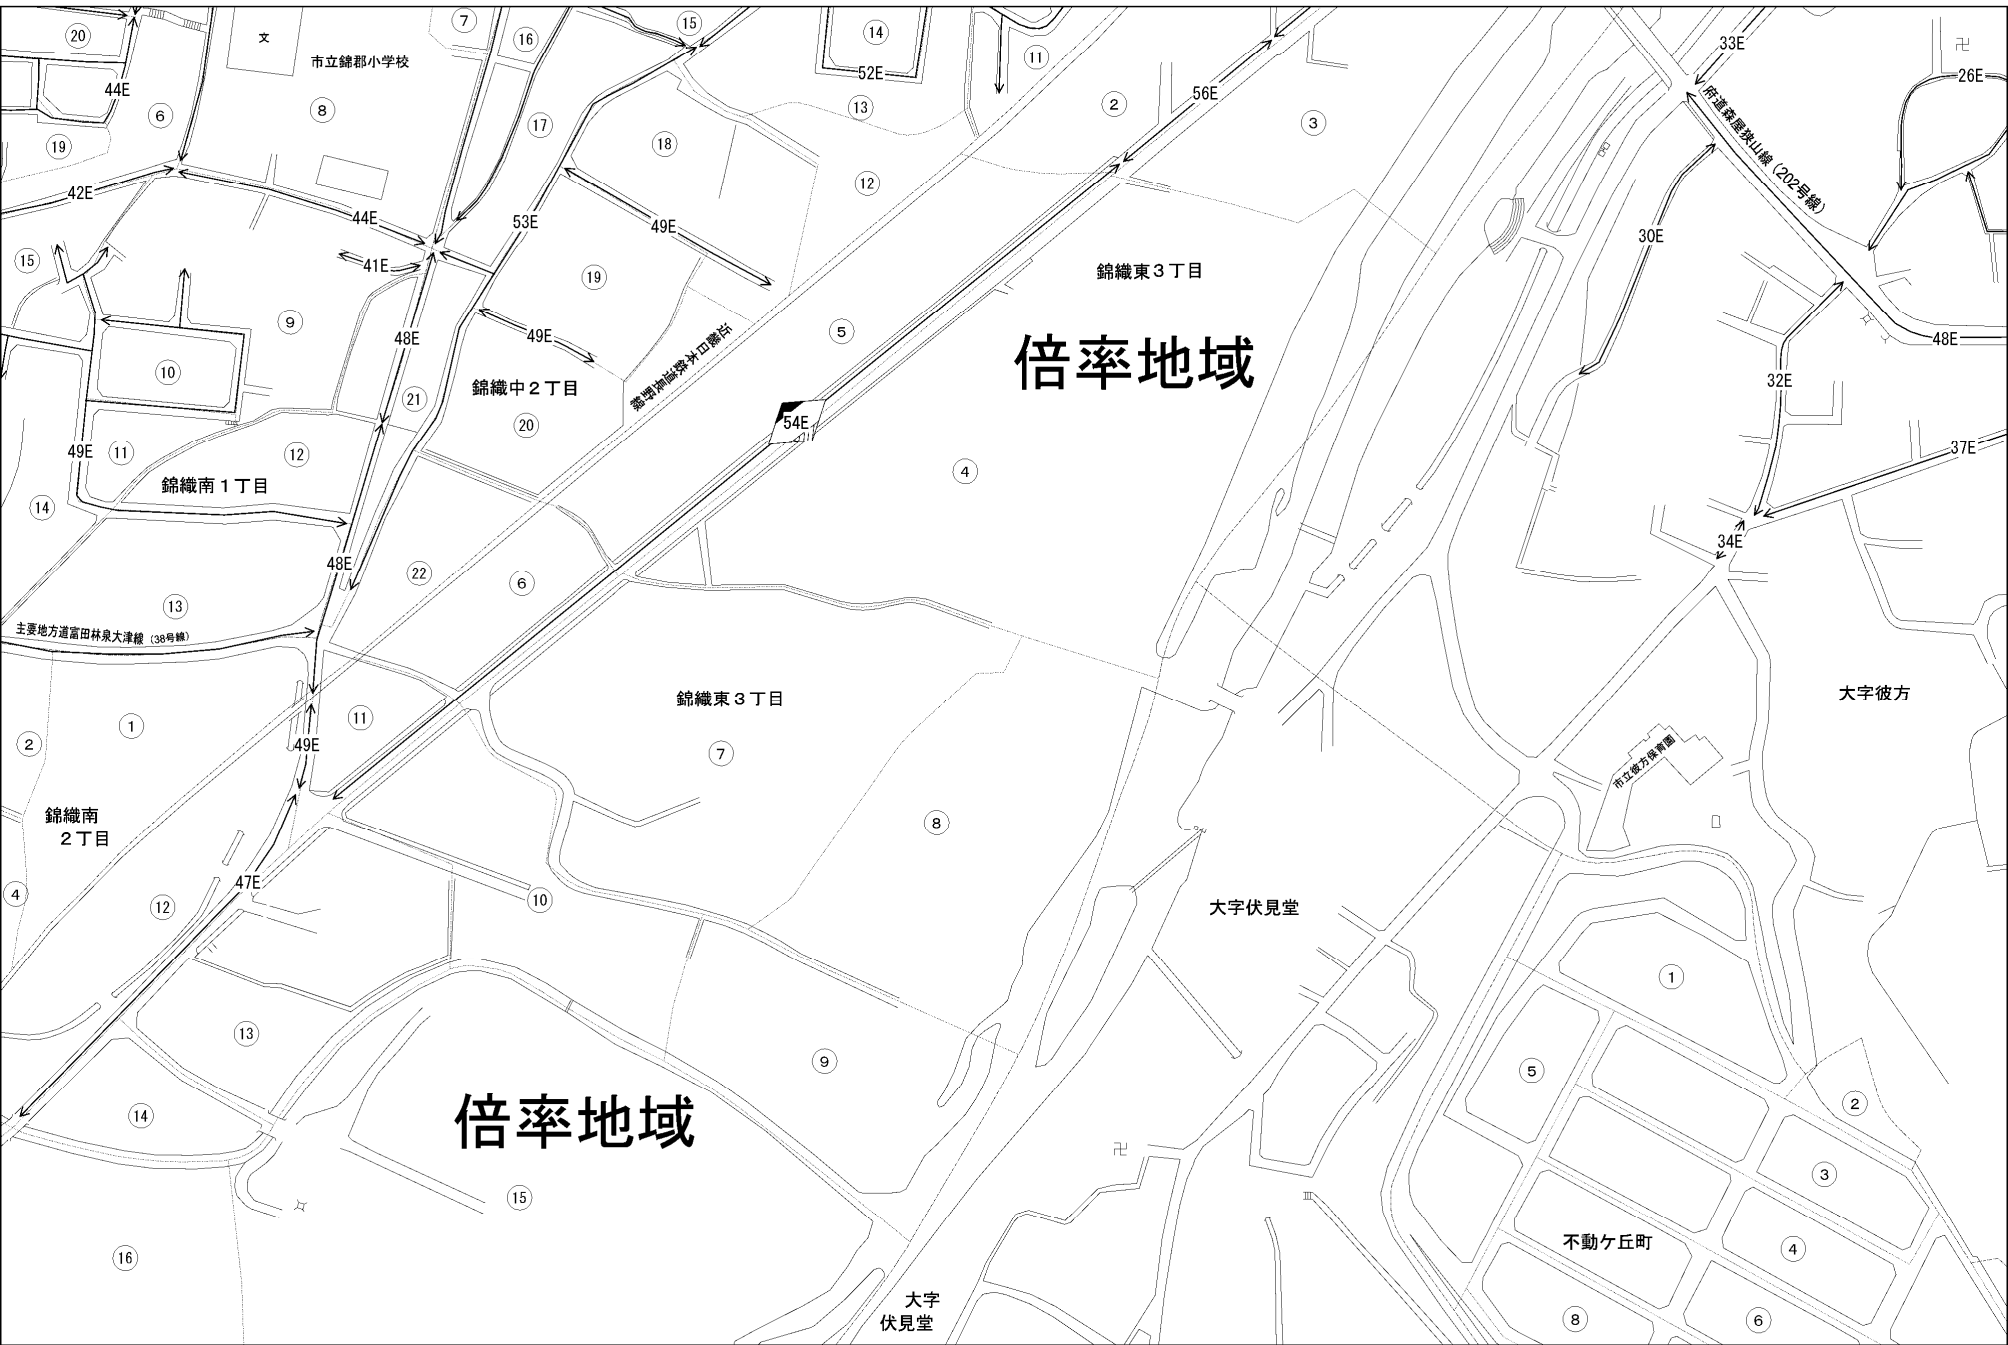 ⑦
⑮
⑳
文
⑯
⑭
33E
市立錦郡小学校
⑪
52E
26E
44E
56E
②
⑥
⑧
⑬
③
⑰
府道森屋狭山線(202号線)
⑲
⑱
⑫
42E
44E
53E
49E
30E
⑮
41E
⑲
錦織東3丁目
⑨
⑤
48E
49E
48E
倍率地域
近畿日本鉄道長野線
⑩
錦織中2丁目
32E
㉑
54E
⑳
49E
⑪
⑫
37E
④
錦織南1丁目
⑭
34E
48E
㉒
⑥
⑬
主要地方道富田林泉大津線(38号線)
大字彼方
錦織東3丁目
⑪
①
②
49E
⑦
市立彼方保育園
錦織南
2丁目
⑧
47E
④
⑫
⑩
大字伏見堂
①
⑬
⑨
⑤
②
⑭
倍率地域
③
⑮
不動ケ丘町
④
⑯
大字
伏見堂
⑧
⑥